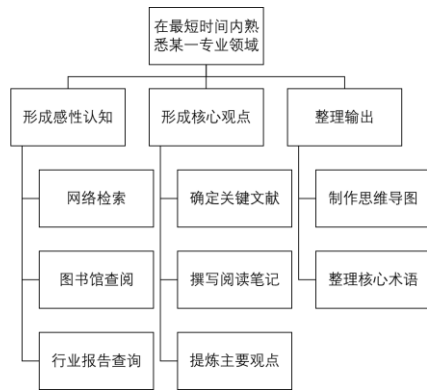 在最短时间内熟
悉某一专业领域
形成感性认知
形成核心观点
整理输出
网络检索
确定关键文献
制作思维导图
图书馆查阅
撰写阅读笔记
整理核心术语
行业报告查询
提炼主要观点